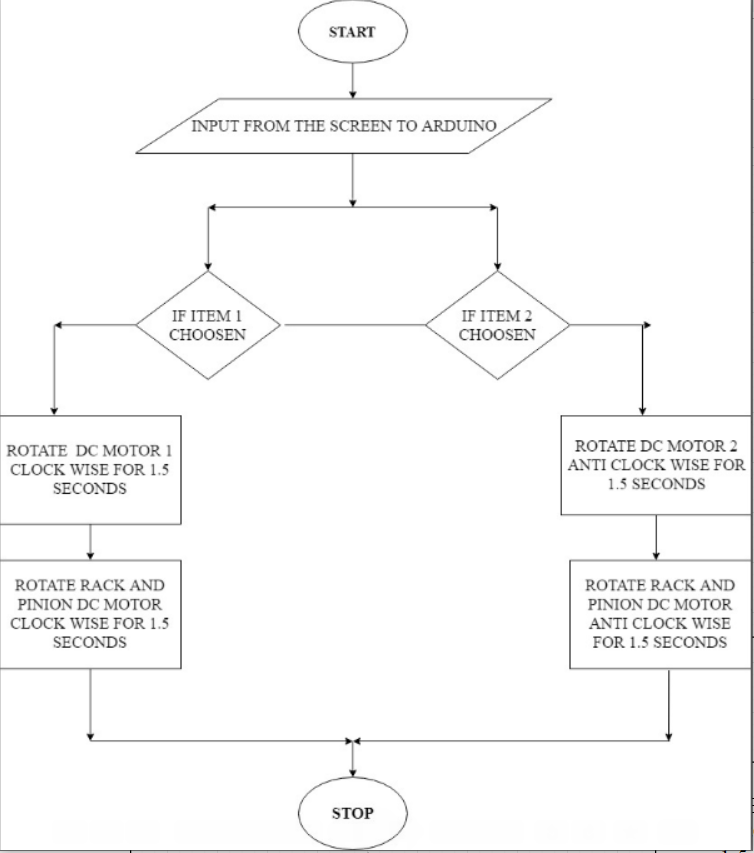 START
INPUT FROM THE SCREEN TO ARDUINO
IF ITEM 1
CHOOSEN
IF ITEM 2
CHOOSEN
ROTATE DC MOTOR 1
CLOCK WISE FOR 1.5
SECONDS
ROTATE DC MOTOR 2
ANTI CLOCK WISE FOR
1.5 SECONDS
ROTATE RACK AND
PINION DC MOTOR
CLOCK WISE FOR 1.5
SECONDS
ROTATE RACK AND
PINION DC MOTOR
ANTI CLOCK WISE
FOR 1.5 SECONDS
STOP